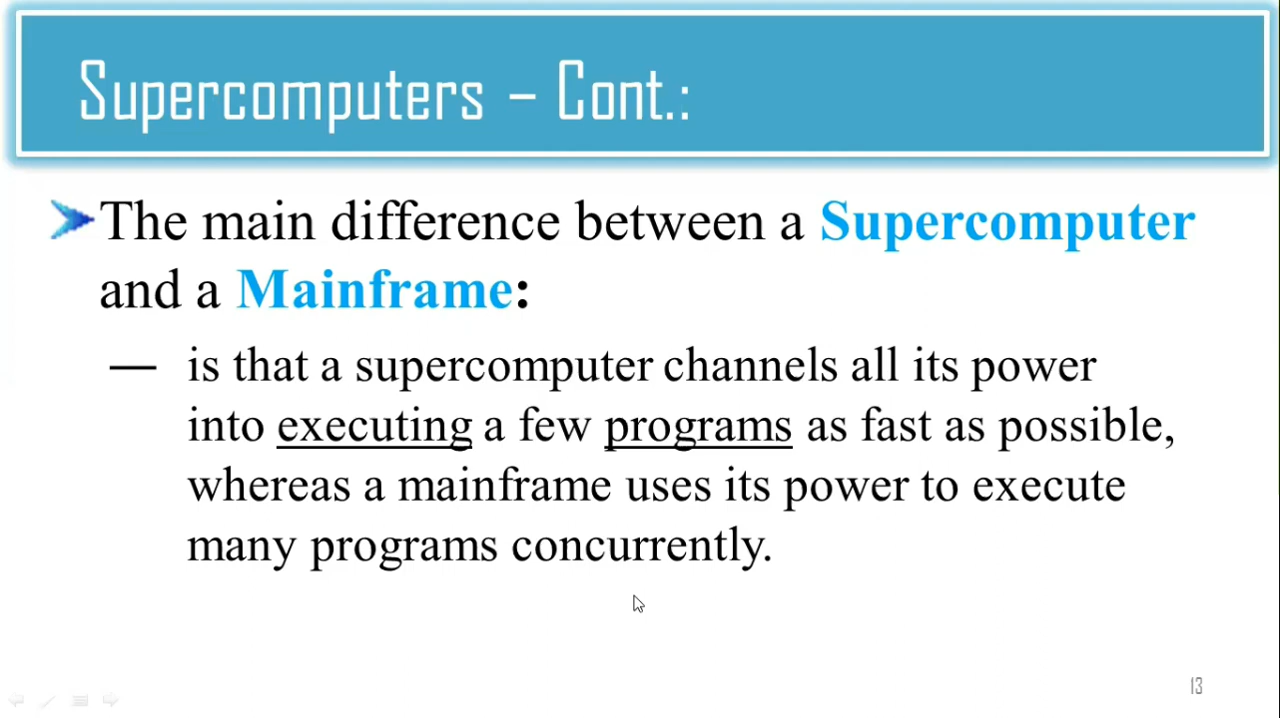 Supercomputers – Cont.:
The main difference between a Supercomputer
and a Mainframe:
— is that a supercomputer channels all its power
into executing a few programs as fast as possible,
whereas a mainframe uses its power to execute
many programs concurrently.
13